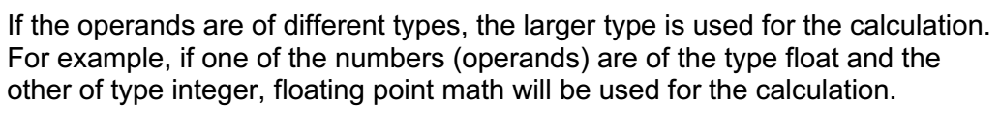 If the operands are of different types, the larger type is used for the calculation.
For example, if one of the numbers (operands) are of the type float and the
other of type integer, floating point math will be used for the calculation.